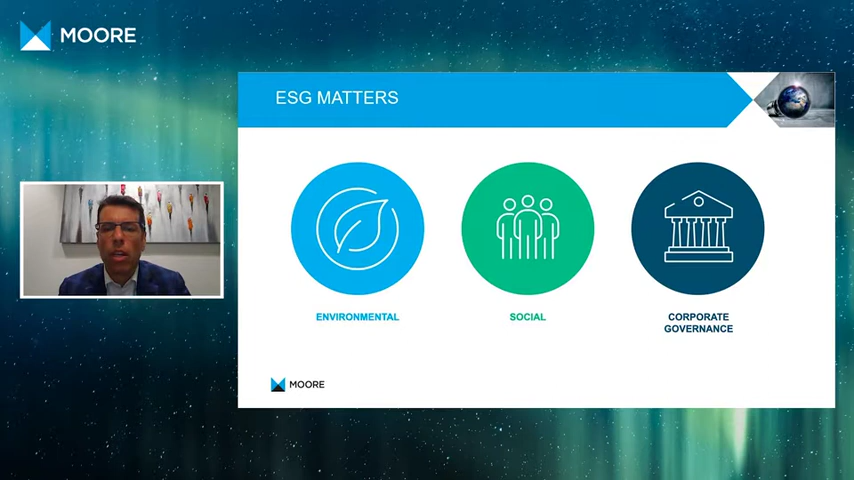 MOORE
ESG MATTERS
ENVIRONMENTAL
SOCIAL
CORPORATE
GOVERNANCE
MOORE